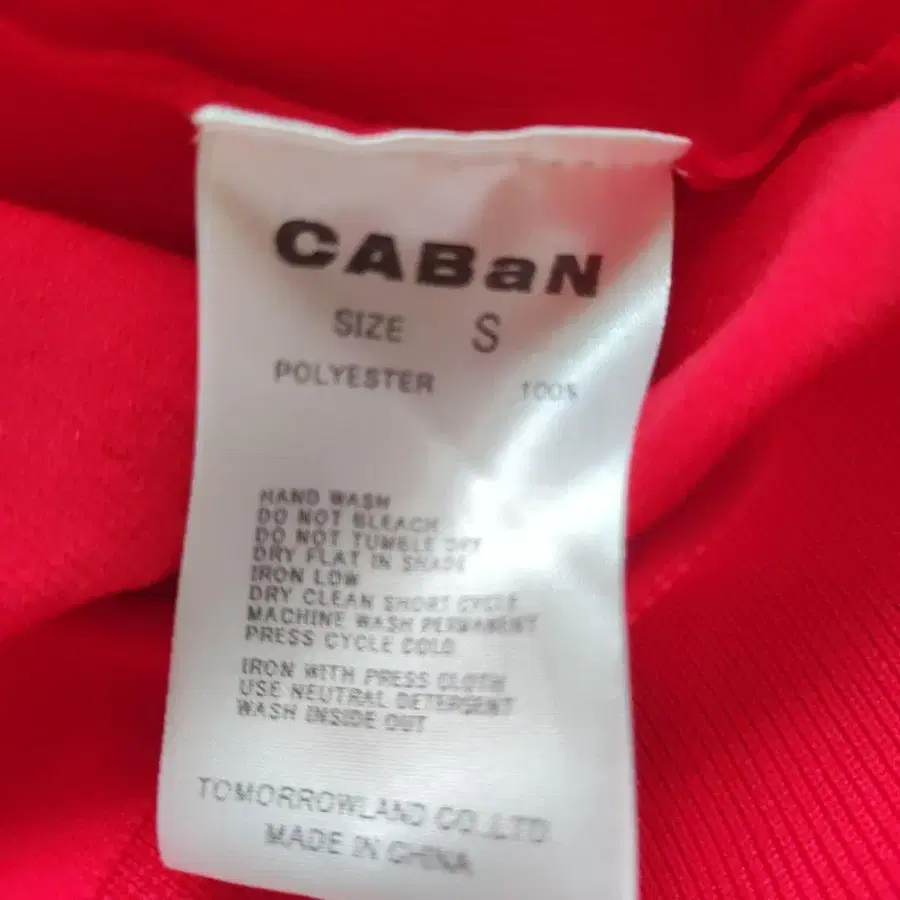 CABaN
SIZE S
POLYESTER 100%
HAND WASH
DO NOT BLEACH
DO NOT TUMBLE DRY
DRY FLAT IN SHADE
IRON LOW
DRY CLEAN SHORT CYCLE
MACHINE WASH PERMANENT
PRESS CYCLE COLD
IRON WITH PRESS CLOTH
USE NEUTRAL DETERGENT
WASH INSIDE OUT
TOMORROWLAND CO.,LTD.
MADE IN CHINA